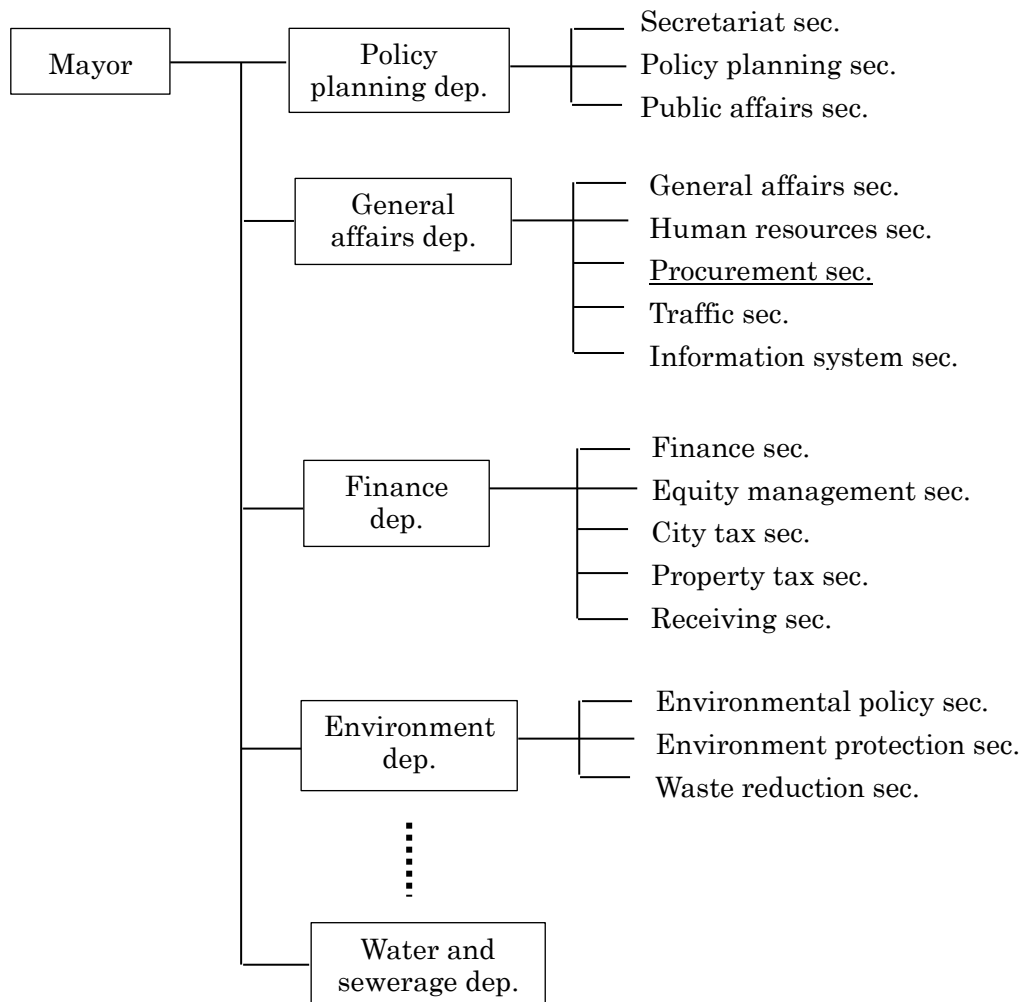 Mayor
Policy
planning dep.
Secretariat sec.
Policy planning sec.
Public affairs sec.
General
affairs dep.
General affairs sec.
Human resources sec.
Procurement sec.
Traffic sec.
Information system sec.
Finance
dep.
Finance sec.
Equity management sec.
City tax sec.
Property tax sec.
Receiving sec.
Environment
dep.
Environmental policy sec.
Environment protection sec.
Waste reduction sec.
Water and
sewerage dep.